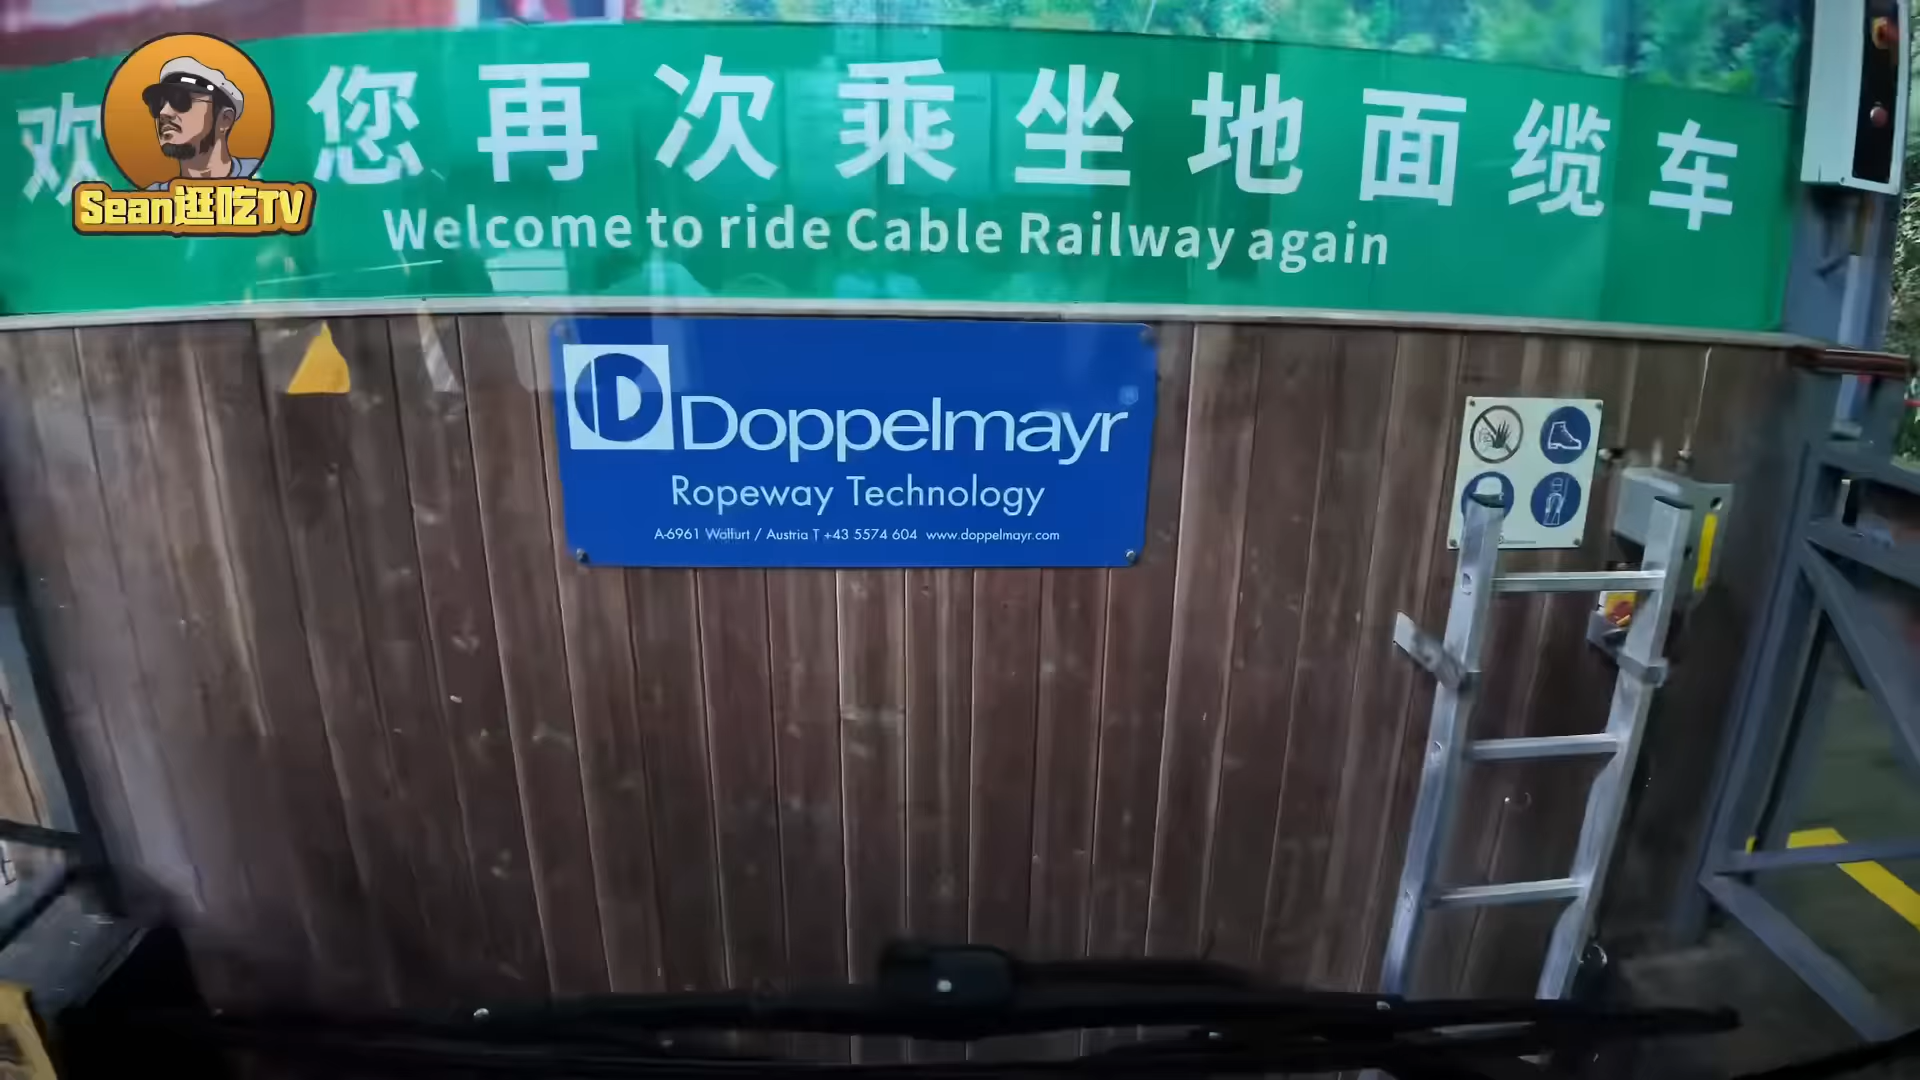 欢 您再次乘坐地面缆车
Sean逛吃TV
Welcome to ride Cable Railway again
D Doppelmayr®
Ropeway Technology
A-6961 Wolfurt / Austria T +43 5574 604 www.doppelmayr.com